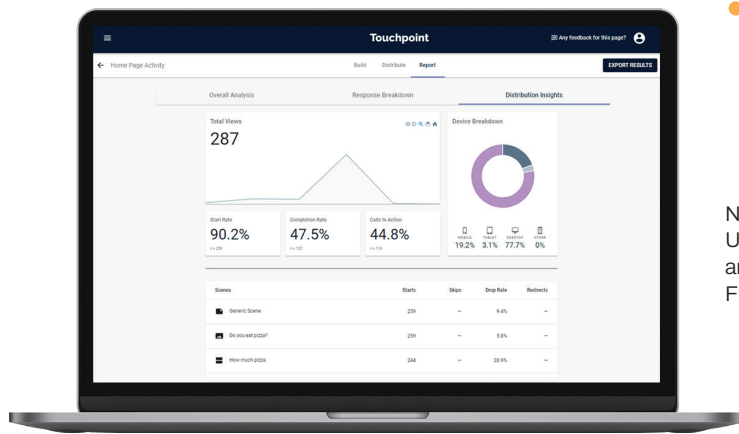 Touchpoint
Any feedback for this page?
Home Page Activity
Build Distribute Report
EXPORT RESULTS
Overall Analysis Response Breakdown Distribution Insights
Total Views
287
Device Breakdown
Start Rate Completion Rate Calls to Action
90.2% 47.5% 44.8%
MOBILE TABLET DESKTOP OTHER
19.2% 3.1% 77.7% 0%
Scenes Starts Skips Drop Rate Redirects
Generic Scene 259 – 9.4% –
Do you eat pizza? 259 – 5.8% –
How much pizza 244 – 20.9% –
N
U
ar
F